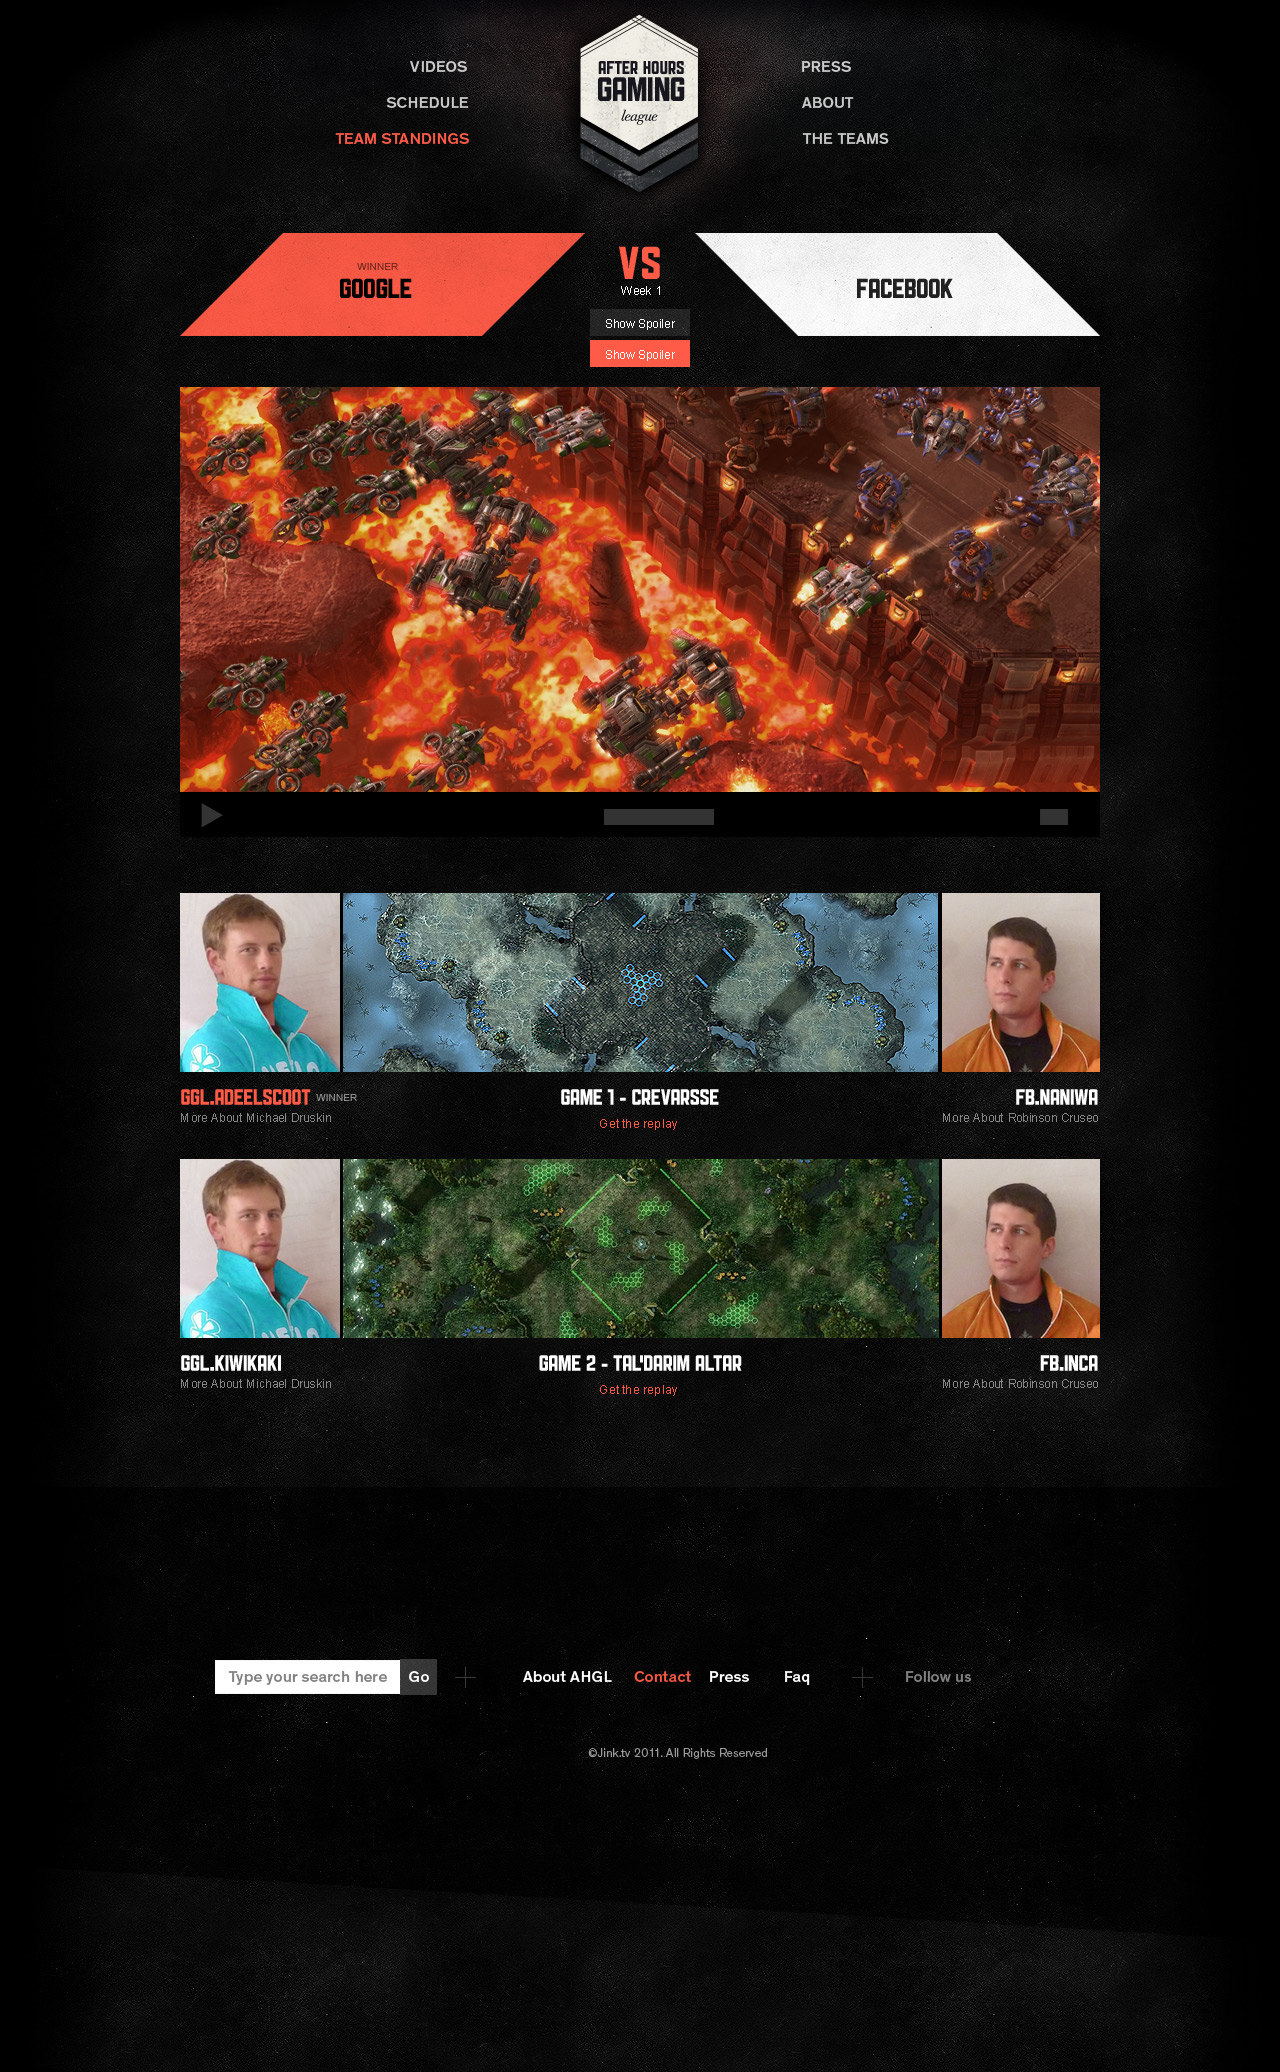 VIDEOS
SCHEDULE
TEAM STANDINGS
AFTER HOURS
GAMING
league
PRESS
ABOUT
THE TEAMS
WINNER
GOOGLE
VS
Week 1
Show Spoiler
Show Spoiler
FACEBOOK
GGL.ADEELSCOOT WINNER
More About Michael Druskin
GAME 1 - CREVARSSE
Get the replay
FB.NANIWA
More About Robinson Cruseo
GGL.KIWIKAKI
More About Michael Druskin
GAME 2 - TAL'DARIM ALTAR
Get the replay
FB.INCA
More About Robinson Cruseo
Type your search here Go About AHGL Contact Press Faq Follow us
©Jink.tv 2011. All Rights Reserved